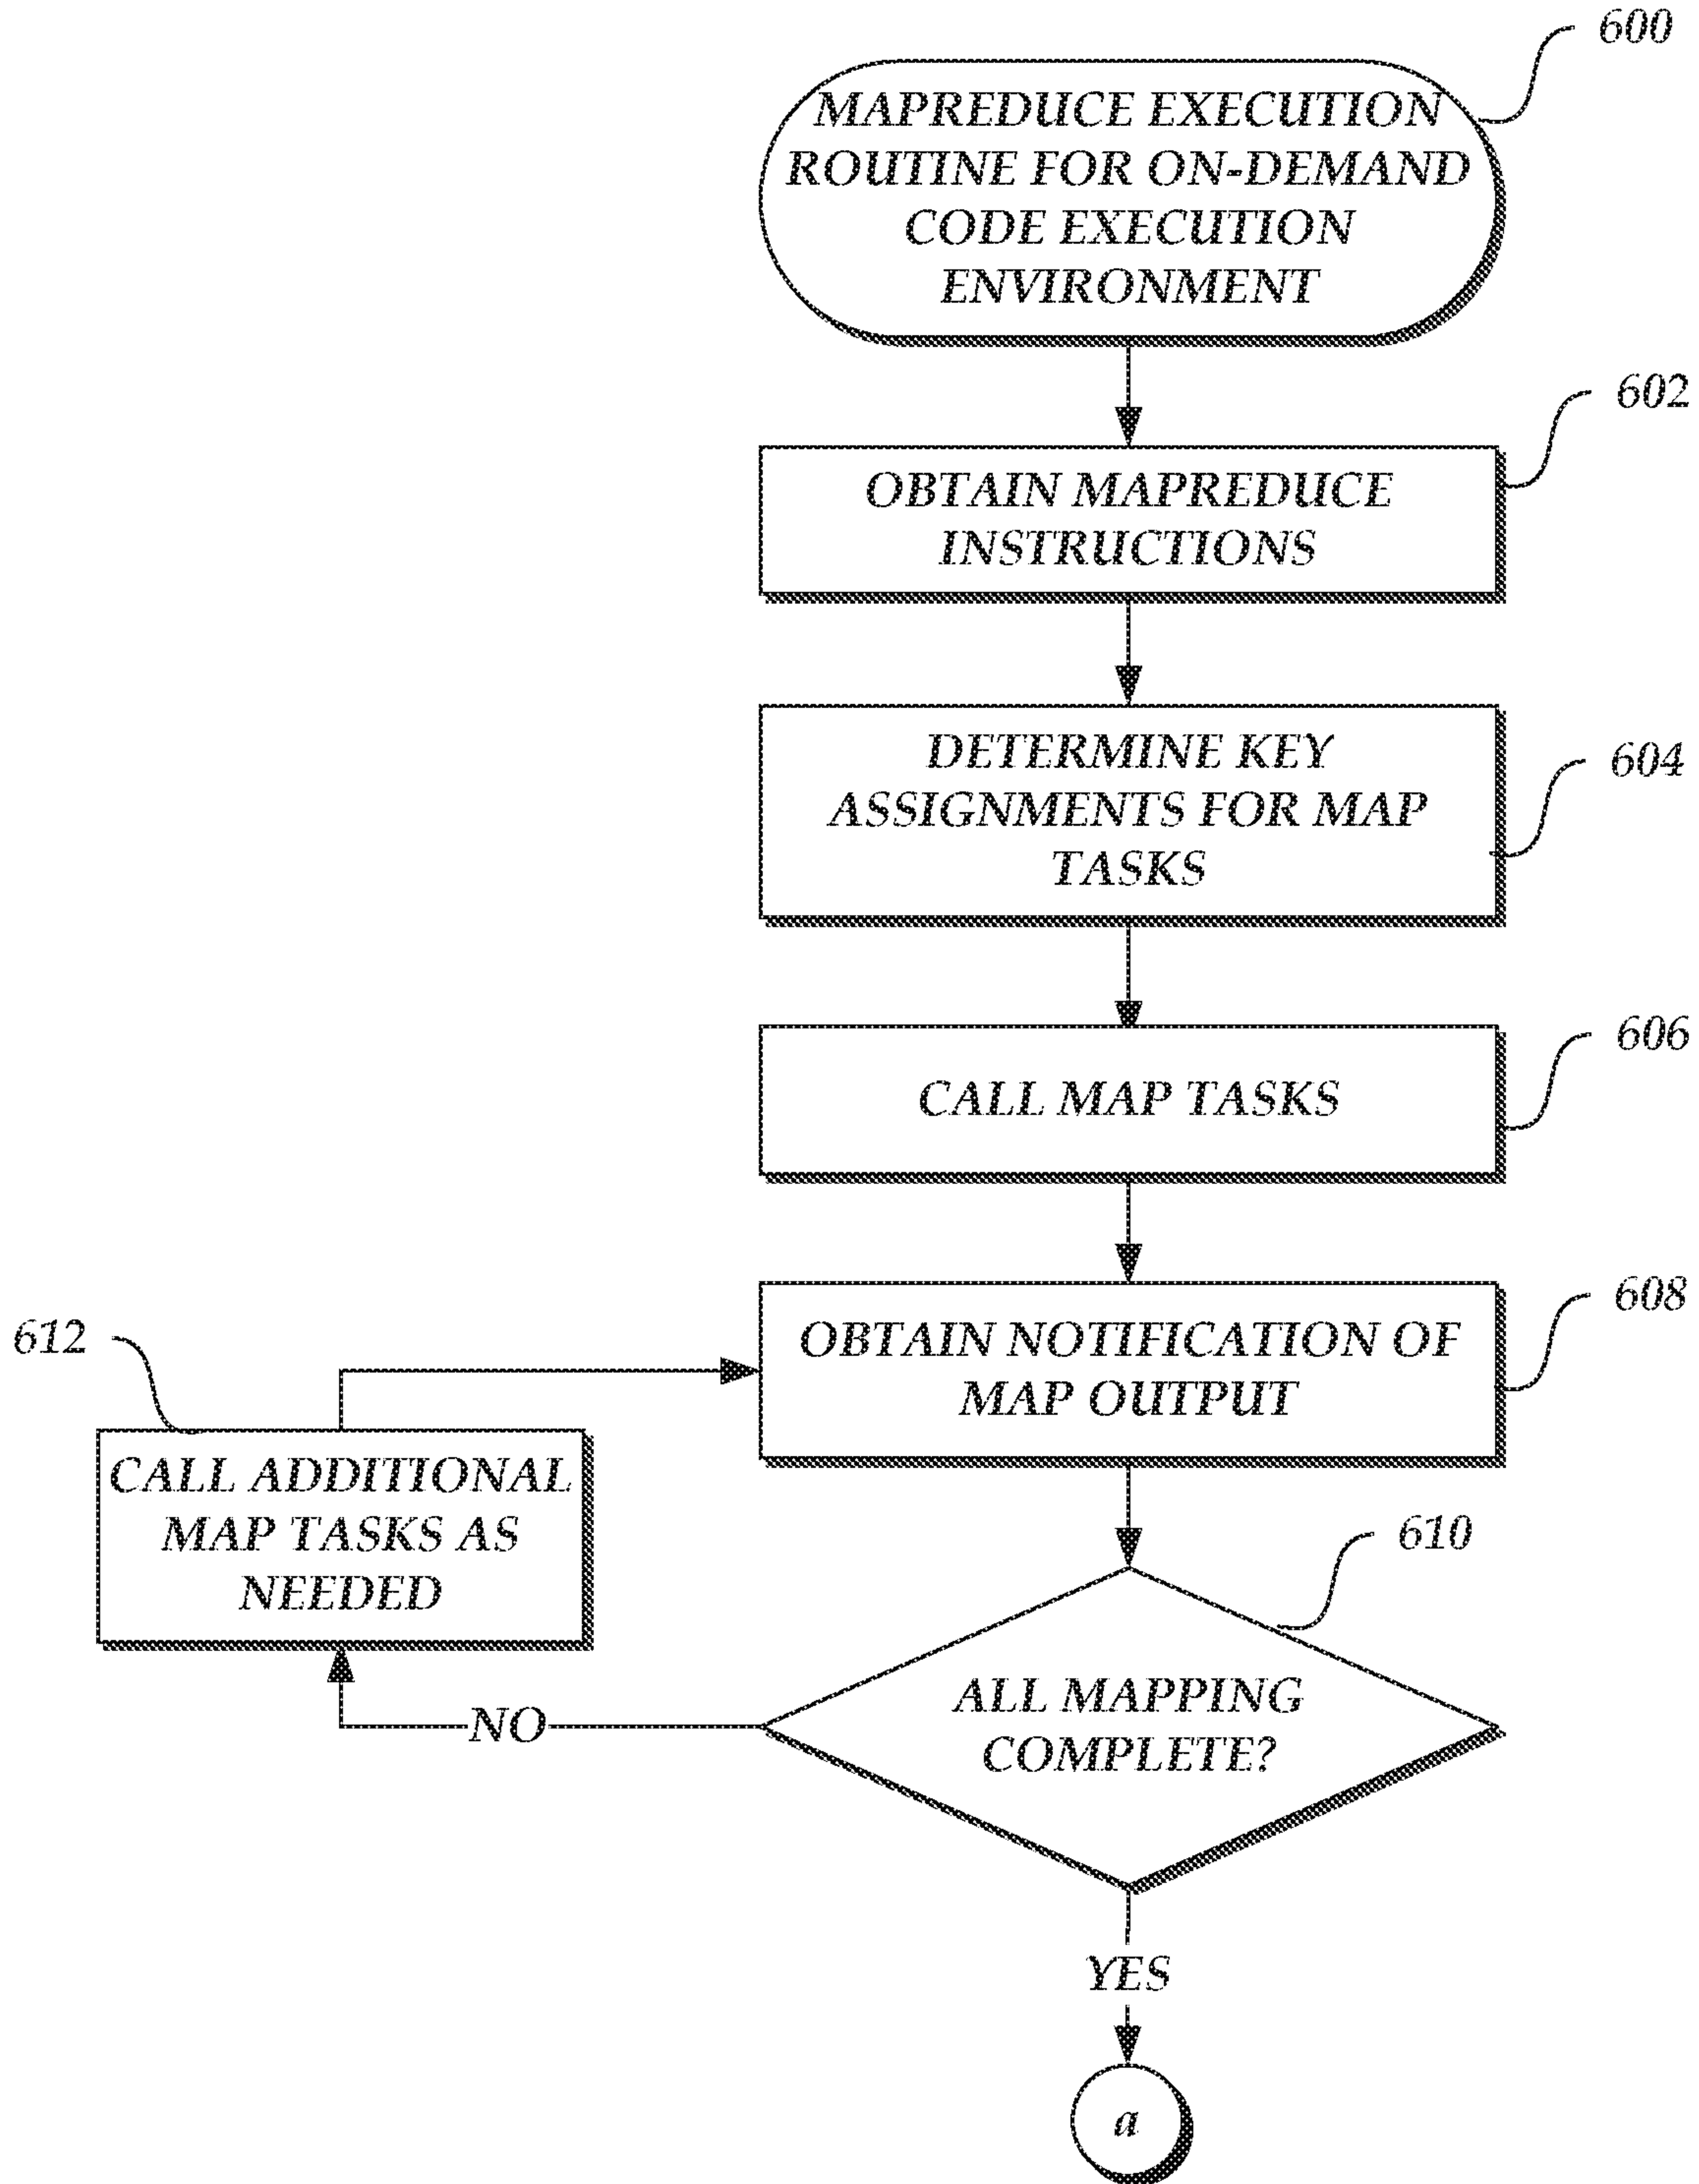 600
MAPREDUCE EXECUTION
ROUTINE FOR ON-DEMAND
CODE EXECUTION
ENVIRONMENT
602
OBTAIN MAPREDUCE
INSTRUCTIONS
604
DETERMINE KEY
ASSIGNMENTS FOR MAP
TASKS
606
CALL MAP TASKS
608
OBTAIN NOTIFICATION OF
MAP OUTPUT
612
CALL ADDITIONAL
MAP TASKS AS
NEEDED
610
ALL MAPPING
COMPLETE?
NO
YES
a